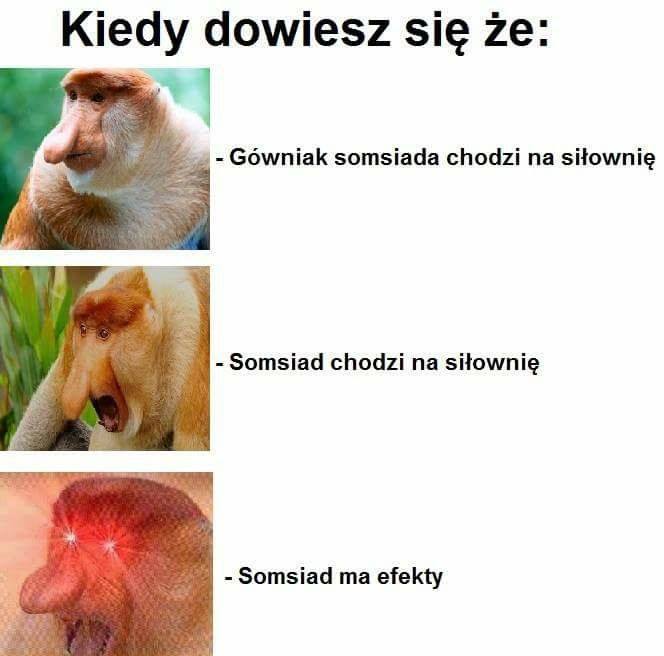 Kiedy dowiesz się że:
- Gówniak somsiada chodzi na siłownię
- Somsiad chodzi na siłownię
- Somsiad ma efekty